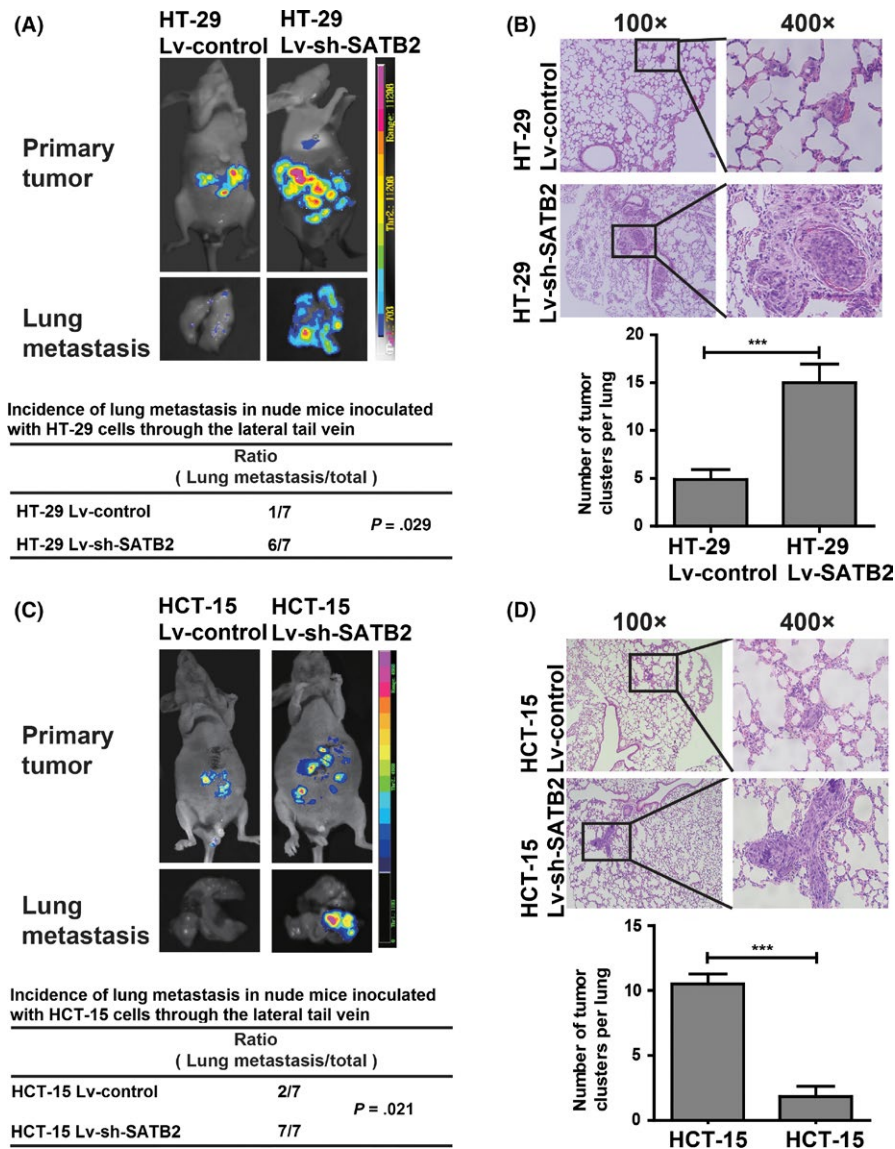 (A)
HT-29 HT-29
Lv-control Lv-sh-SATB2
Primary
tumor
Range: 11208
Thr2.: 11208
703
Lung
metastasis
Incidence of lung metastasis in nude mice inoculated
with HT-29 cells through the lateral tail vein
Ratio
( Lung metastasis/total )
HT-29 Lv-control 1/7
P = .029
HT-29 Lv-sh-SATB2 6/7
(B)
100× 400×
HT-29
Lv-control
HT-29
Lv-sh-SATB2
***
Number of tumor
clusters per lung
20
15
10
5
0
HT-29 HT-29
Lv-control Lv-SATB2
(C)
HCT-15 HCT-15
Lv-control Lv-sh-SATB2
Primary
tumor
Lung
metastasis
Incidence of lung metastasis in nude mice inoculated
with HCT-15 cells through the lateral tail vein
Ratio
( Lung metastasis/total )
HCT-15 Lv-control 2/7
P = .021
HCT-15 Lv-sh-SATB2 7/7
(D)
100× 400×
HCT-15
Lv-control
HCT-15
Lv-sh-SATB2
***
Number of tumor
clusters per lung
15
10
5
0
HCT-15 HCT-15